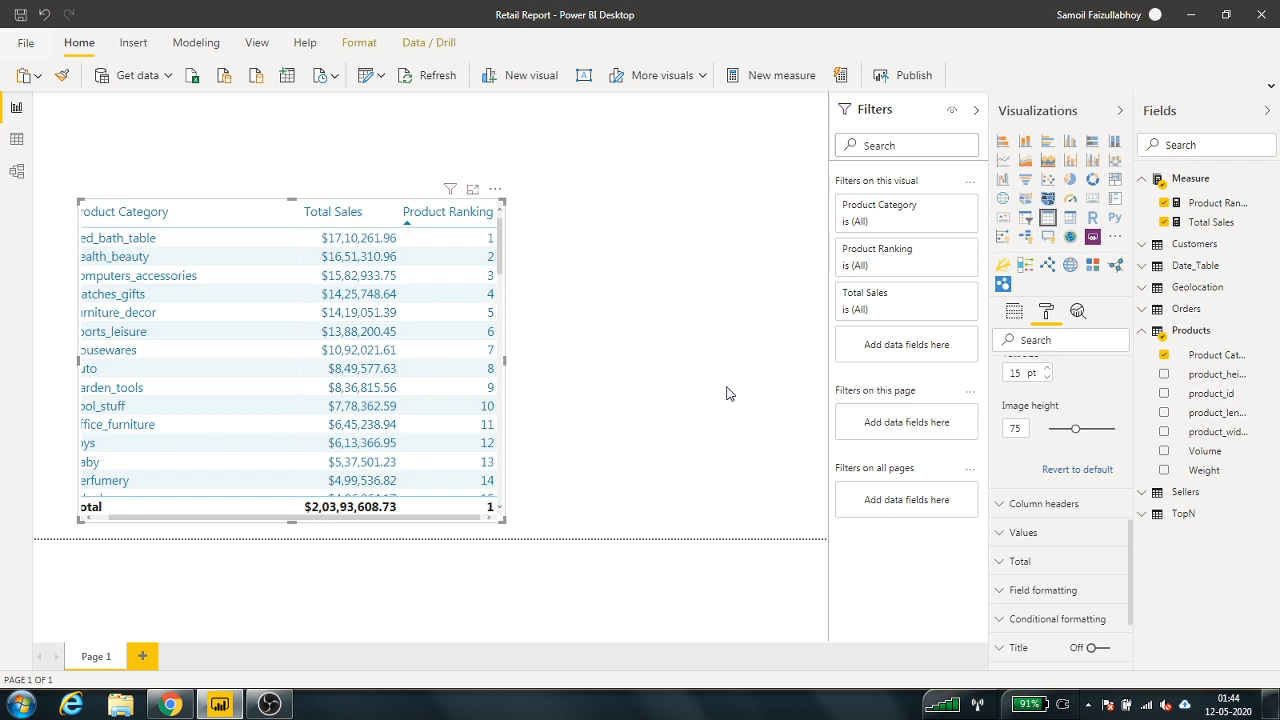 Retail Report - Power BI Desktop
Samoil Faizullabhoy
File
Home
Insert
Modeling
View
Help
Format
Data / Drill
Get data
Refresh
New visual
More visuals
New measure
Publish
roduct Category Total Sales Product Ranking
ed_bath_table $17,10,261.96 1
ealth_beauty $16,51,310.96 2
omputers_accessories $15,82,933.75 3
atches_gifts $14,25,748.64 4
urniture_decor $14,19,051.39 5
ports_leisure $13,88,200.45 6
ousewares $10,92,021.61 7
uto $8,49,577.63 8
arden_tools $8,36,815.56 9
ool_stuff $7,78,362.59 10
ffice_furniture $6,45,238.94 11
oys $6,13,366.95 12
aby $5,37,501.23 13
erfumery $4,99,536.82 14
otal $2,03,93,608.73 1
Page 1
PAGE 1 OF 1
Filters
Search
Filters on this visual
Product Category
is (All)
Product Ranking
is (All)
Total Sales
is (All)
Add data fields here
Filters on this page
Add data fields here
Filters on all pages
Add data fields here
Visualizations
R
Py
Search
15 pt
Image height
75
Revert to default
Column headers
Values
Total
Field formatting
Conditional formatting
Title Off
Fields
Search
Measure
Product Ran...
Total Sales
Customers
Date_Table
Geolocation
Orders
Products
Product Cat...
product_hei...
product_id
product_len...
product_wid...
Volume
Weight
Sellers
TopN
91%
01:44
12-05-2020